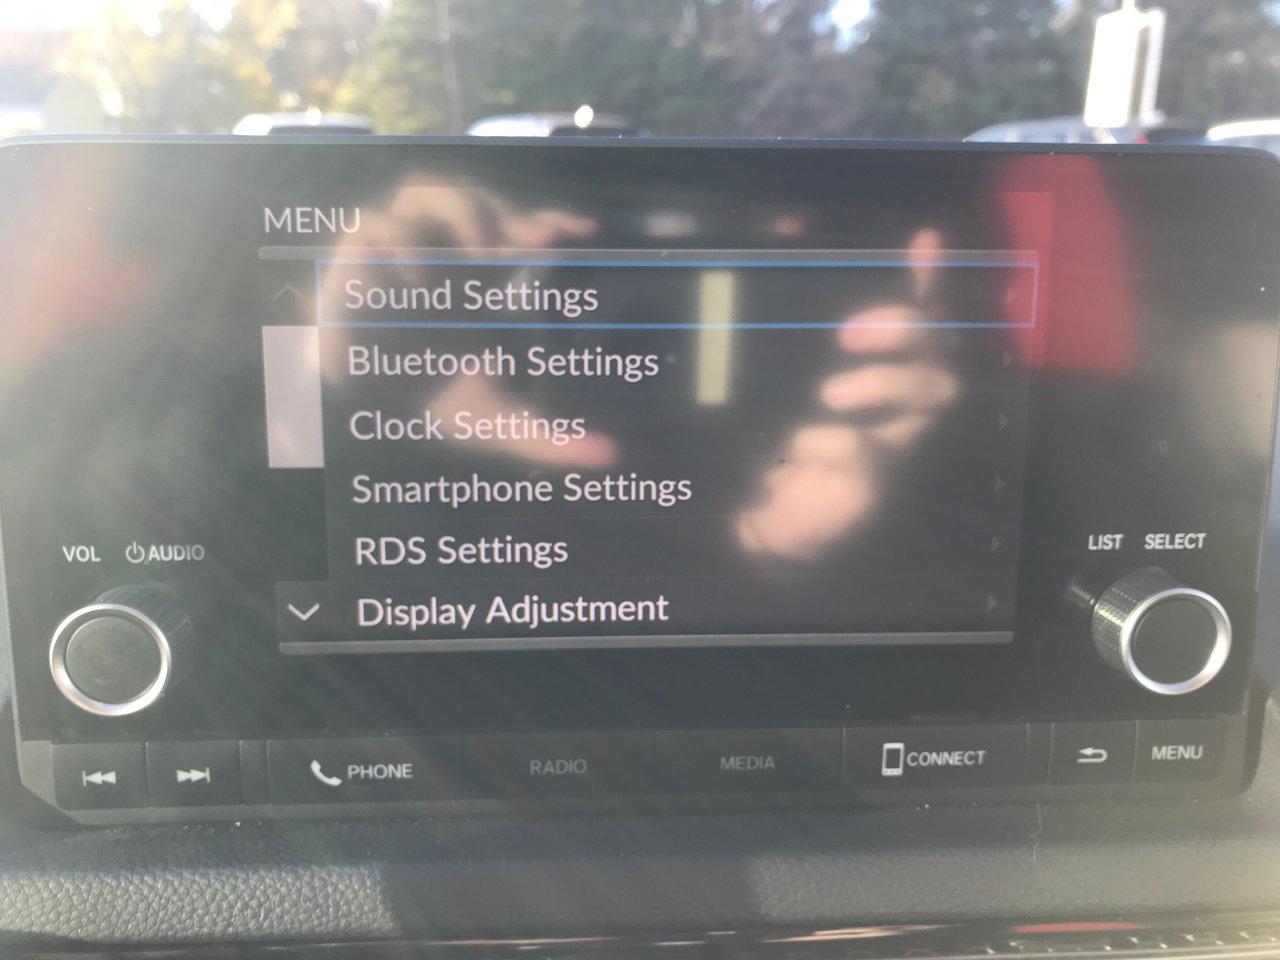 MENU
Sound Settings
Bluetooth Settings
Clock Settings
Smartphone Settings
RDS Settings
Display Adjustment
VOL AUDIO
LIST SELECT
PHONE RADIO MEDIA CONNECT MENU